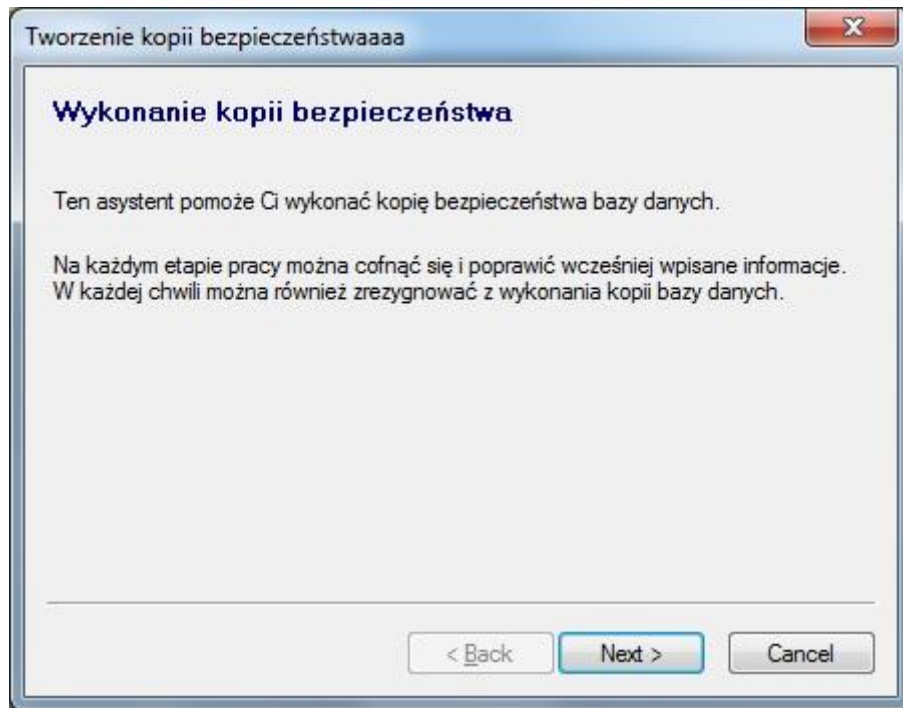 Tworzenie kopii bezpieczeństwaaaa
Wykonanie kopii bezpieczeństwa
Ten asystent pomoże Ci wykonać kopię bezpieczeństwa bazy danych.
Na każdym etapie pracy można cofnąć się i poprawić wcześniej wpisane informacje.
W każdej chwili można również zrezygnować z wykonania kopii bazy danych.
< Back Next > Cancel